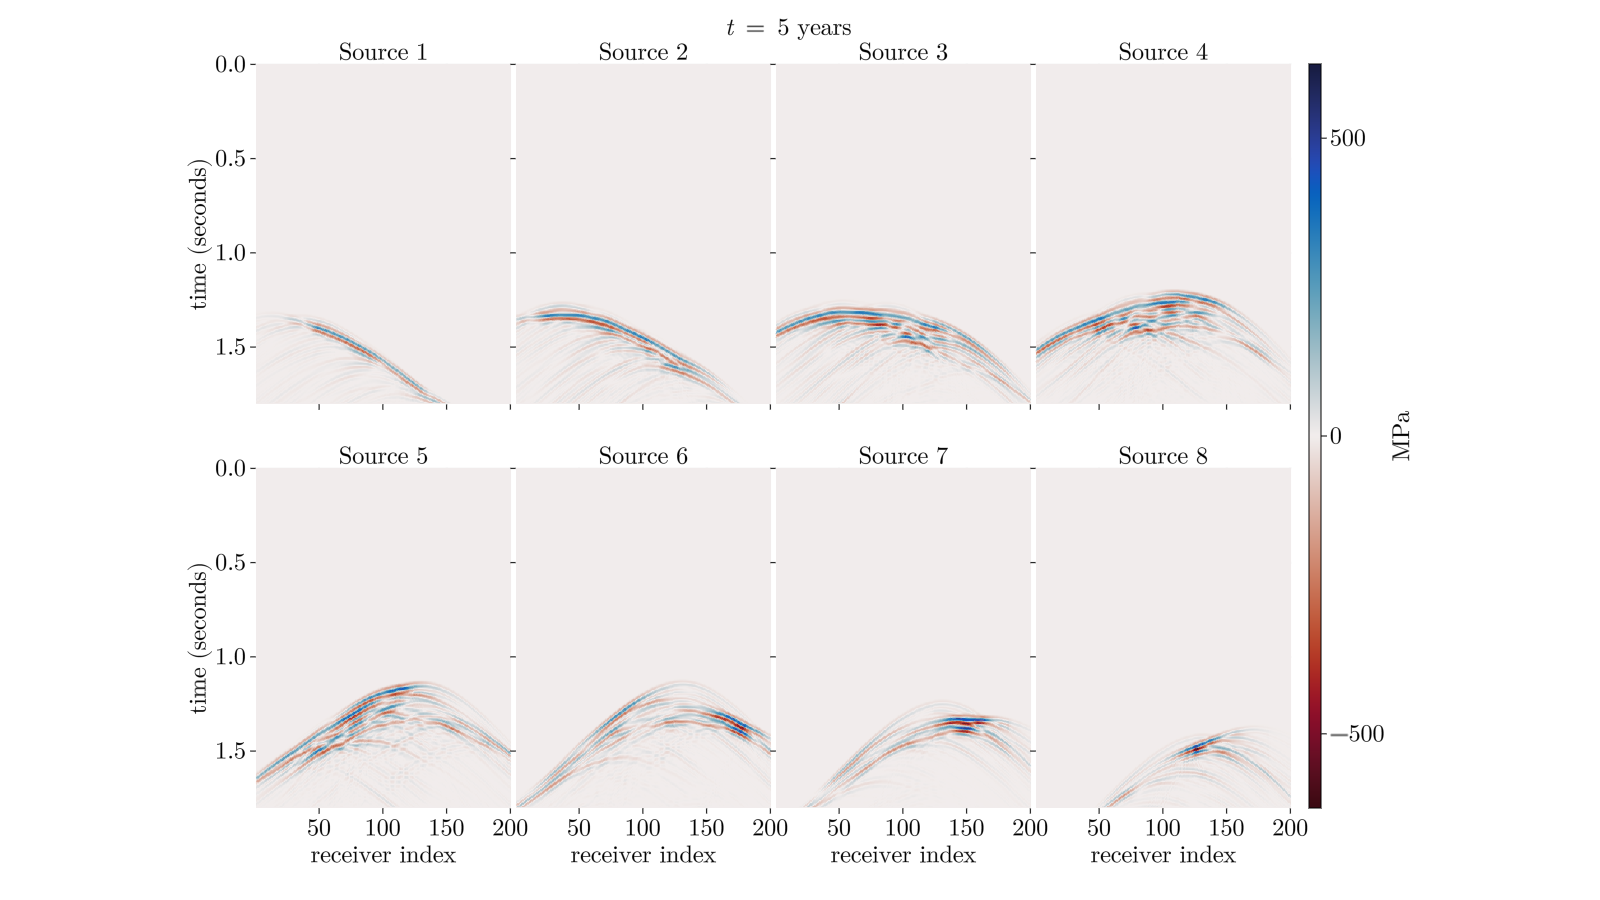 t = 5 years
Source 1 Source 2 Source 3 Source 4
0.0
0.5
1.0
1.5
time (seconds)
500
0
−500
MPa
Source 5 Source 6 Source 7 Source 8
0.0
0.5
1.0
1.5
time (seconds)
50 100 150 200 50 100 150 200 50 100 150 200 50 100 150 200
receiver index receiver index receiver index receiver index